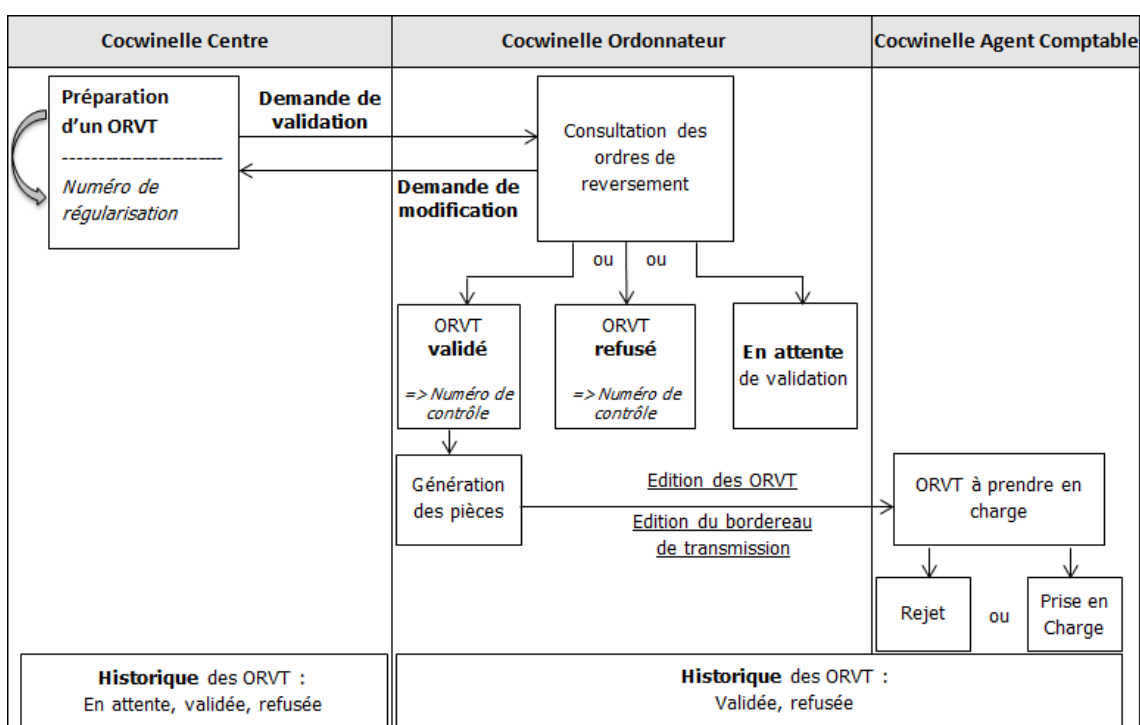 Cocwinelle Centre
Cocwinelle Ordonnateur
Cocwinelle Agent Comptable
Préparation
d'un ORVT
--------------------------
Numéro de
régularisation
Demande de
validation
Demande de
modification
Consultation des
ordres de
reversement
ou
ou
ORVT
validé
=> Numéro de
contrôle
ORVT
refusé
=> Numéro de
contrôle
En attente
de validation
Génération
des pièces
Edition des ORVT
Edition du bordereau
de transmission
ORVT à prendre en
charge
Rejet
ou
Prise en
Charge
Historique des ORVT :
En attente, validée, refusée
Historique des ORVT :
Validée, refusée